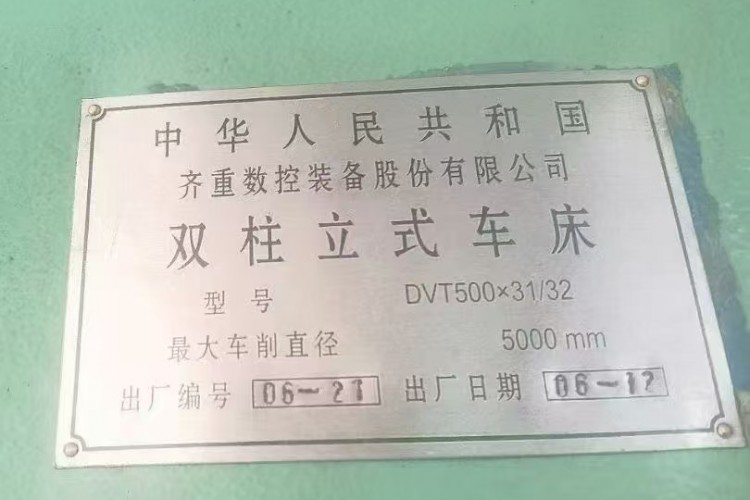 中华人民共和国
齐重数控装备股份有限公司
双柱立式车床
型号 DVT500×31/32
最大车削直径 5000 mm
出厂编号 06-21 出厂日期 06-12